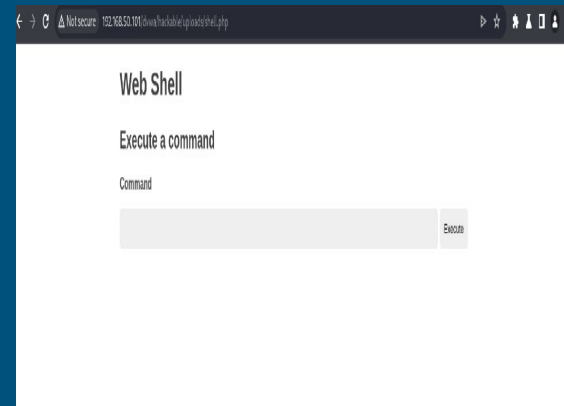 Not secure 192.168.50.101/dvwa/hackable/uploads/shell.php
Web Shell
Execute a command
Command
Execute